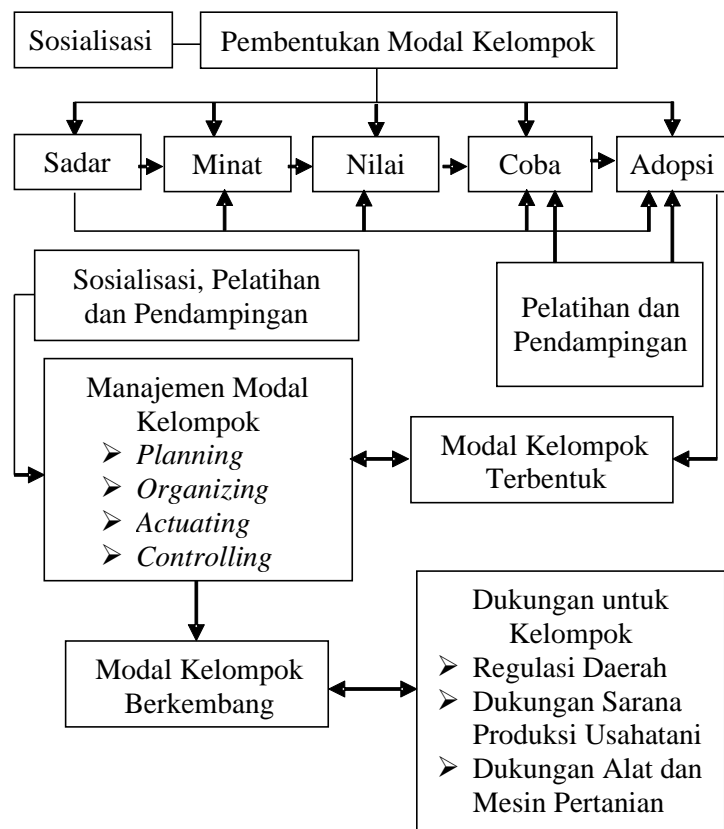 Sosialisasi
Pembentukan Modal Kelompok
Sadar
Minat
Nilai
Coba
Adopsi
Sosialisasi, Pelatihan
dan Pendampingan
Pelatihan dan
Pendampingan
Manajemen Modal
Kelompok
➢ Planning
➢ Organizing
➢ Actuating
➢ Controlling
Modal Kelompok
Terbentuk
Modal Kelompok
Berkembang
Dukungan untuk
Kelompok
➢ Regulasi Daerah
➢ Dukungan Sarana
Produksi Usahatani
➢ Dukungan Alat dan
Mesin Pertanian